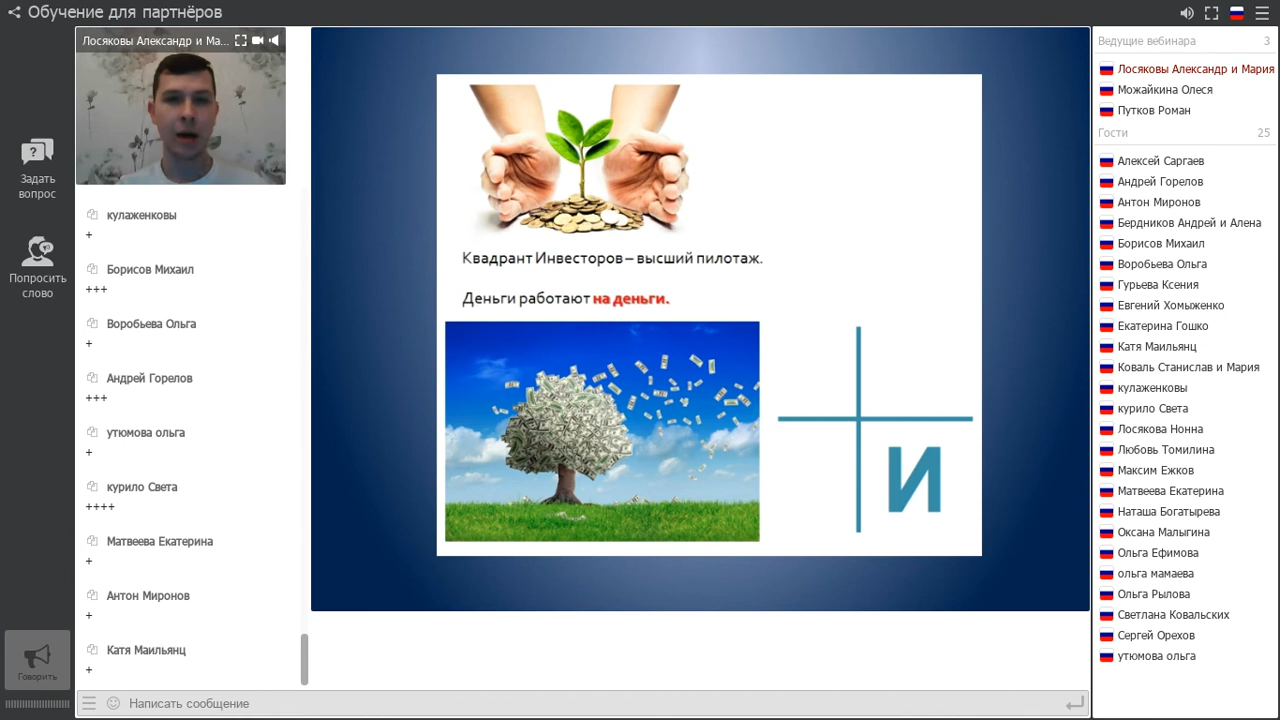 Обучение для партнёров
Лосяковы Александр и Ма...
Задать
вопрос
Попросить
слово
Говорить
кулаженковы
+
Борисов Михаил
+++
Воробьева Ольга
+
Андрей Горелов
+++
утюмова ольга
+
курило Света
++++
Матвеева Екатерина
+
Антон Миронов
+
Катя Маильянц
+
Написать сообщение
Квадрант Инвесторов – высший пилотаж.
Деньги работают на деньги.
И
Ведущие вебинара 3
Лосяковы Александр и Мария
Можайкина Олеся
Путков Роман
Гости 25
Алексей Саргаев
Андрей Горелов
Антон Миронов
Бердников Андрей и Алена
Борисов Михаил
Воробьева Ольга
Гурьева Ксения
Евгений Хомыженко
Екатерина Гошко
Катя Маильянц
Коваль Станислав и Мария
кулаженковы
курило Света
Лосякова Нонна
Любовь Томилина
Максим Ежков
Матвеева Екатерина
Наташа Богатырева
Оксана Малыгина
Ольга Ефимова
ольга мамаева
Ольга Рылова
Светлана Ковальских
Сергей Орехов
утюмова ольга